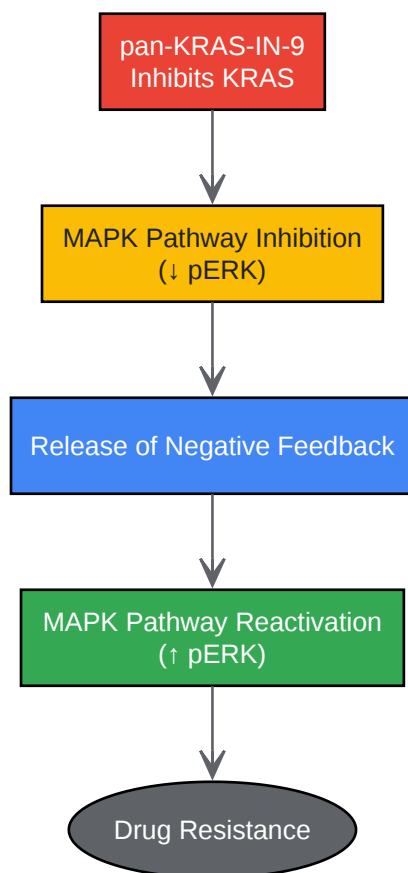 pan-KRAS-IN-9
Inhibits KRAS
MAPK Pathway Inhibition
(↓ pERK)
Release of Negative Feedback
MAPK Pathway Reactivation
(↑ pERK)
Drug Resistance